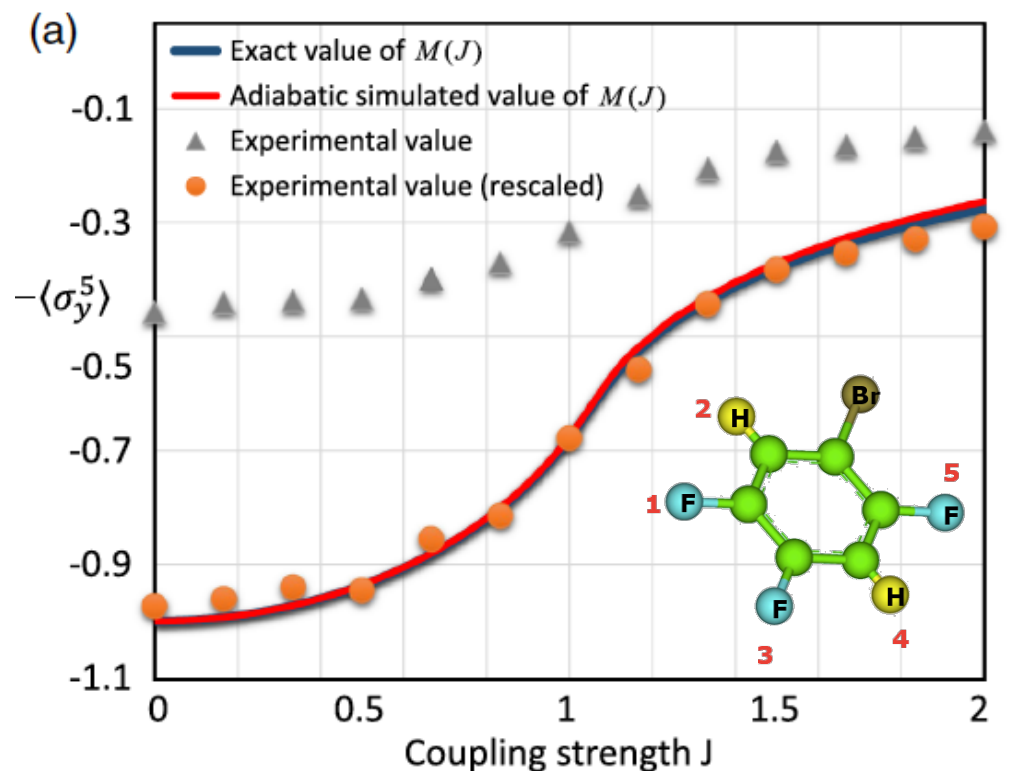 (a)
Exact value of M(J)
Adiabatic simulated value of M(J)
Experimental value
Experimental value (rescaled)
-0.1
-0.3
−⟨σ_y^5⟩
-0.5
-0.7
-0.9
-1.1
0 0.5 1 1.5 2
Coupling strength J
Br
2 H
1 F
5 F
F 3
H 4